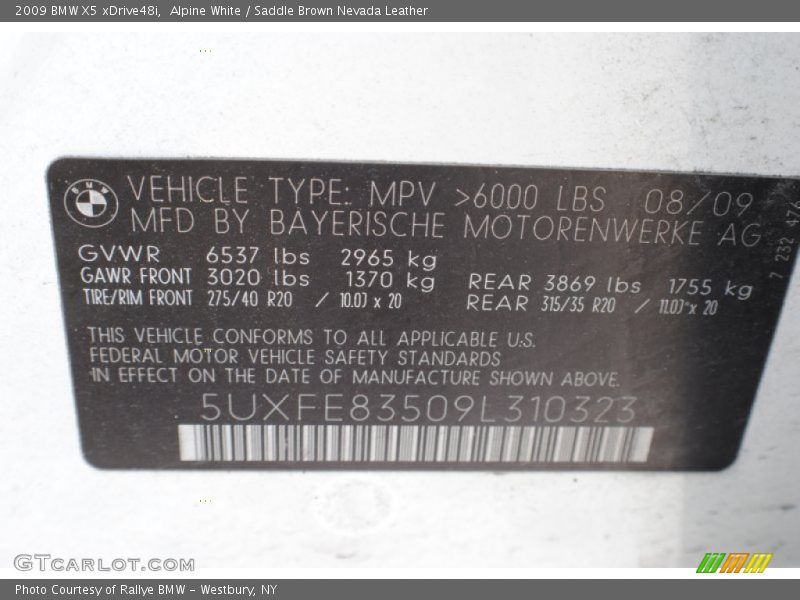 2009 BMW X5 xDrive48i, Alpine White / Saddle Brown Nevada Leather
BMW
VEHICLE TYPE: MPV >6000 LBS 08/09
MFD BY BAYERISCHE MOTORENWERKE AG
GVWR 6537 lbs 2965 kg
GAWR FRONT 3020 lbs 1370 kg REAR 3869 lbs 1755 kg
TIRE/RIM FRONT 275/40 R20 / 10.0J x 20 REAR 315/35 R20 / 11.0J x 20
7 232 476
THIS VEHICLE CONFORMS TO ALL APPLICABLE U.S.
FEDERAL MOTOR VEHICLE SAFETY STANDARDS
IN EFFECT ON THE DATE OF MANUFACTURE SHOWN ABOVE.
5UXFE83509L310323
GTCARLOT.COM
Photo Courtesy of Rallye BMW - Westbury, NY